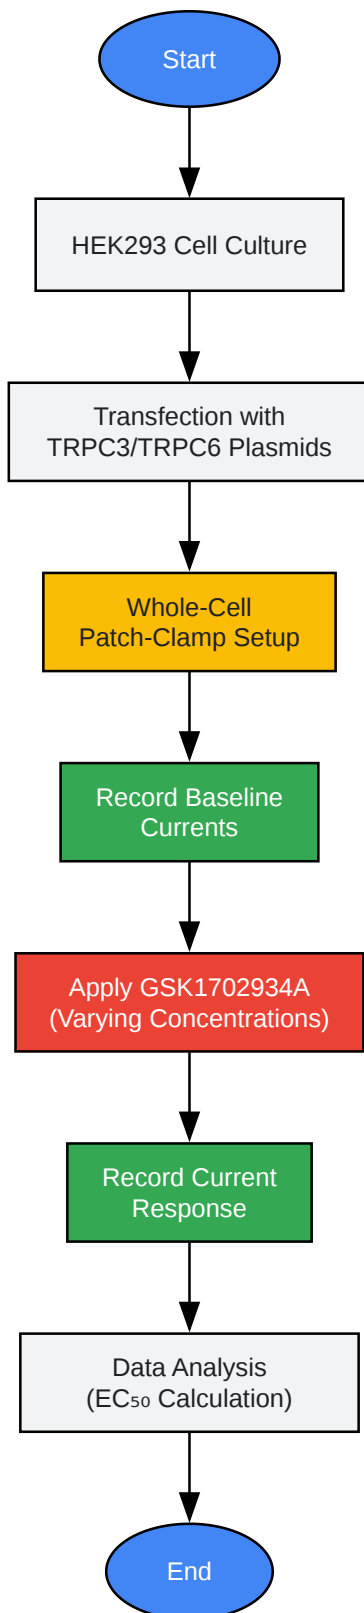 Start
HEK293 Cell Culture
Transfection with
TRPC3/TRPC6 Plasmids
Whole-Cell
Patch-Clamp Setup
Record Baseline
Currents
Apply GSK1702934A
(Varying Concentrations)
Record Current
Response
Data Analysis
(EC₅₀ Calculation)
End